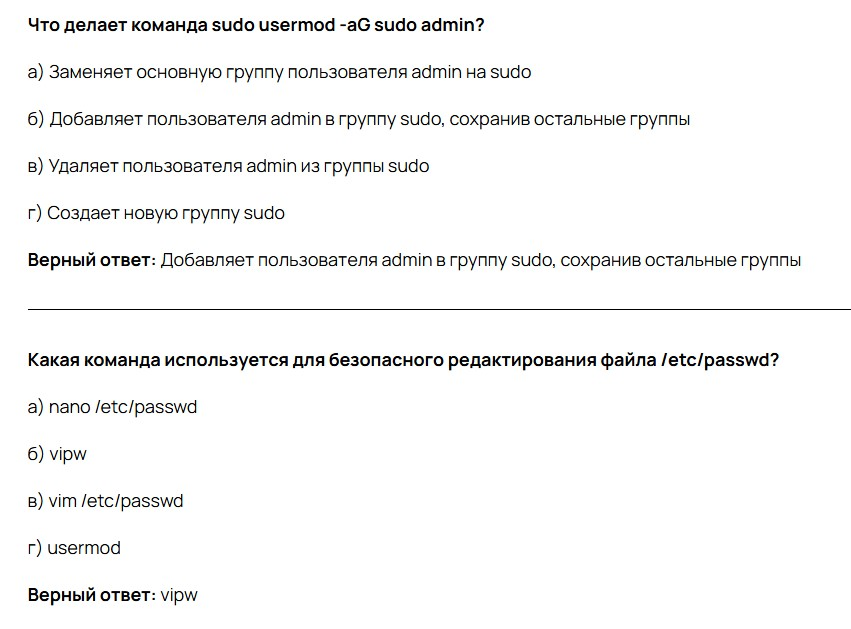 Что делает команда sudo usermod -aG sudo admin?
а) Заменяет основную группу пользователя admin на sudo
б) Добавляет пользователя admin в группу sudo, сохранив остальные группы
в) Удаляет пользователя admin из группы sudo
г) Создает новую группу sudo
Верный ответ: Добавляет пользователя admin в группу sudo, сохранив остальные группы
Какая команда используется для безопасного редактирования файла /etc/passwd?
а) nano /etc/passwd
б) vipw
в) vim /etc/passwd
г) usermod
Верный ответ: vipw